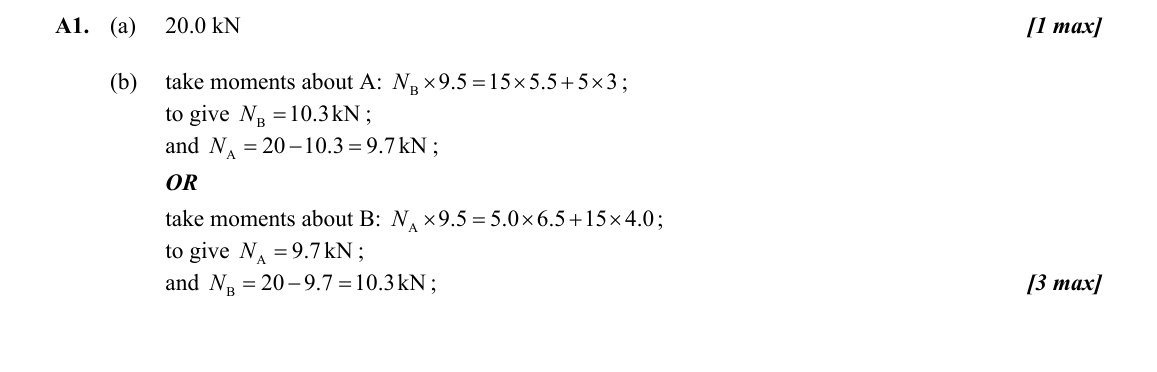 A1. (a) 20.0 kN [1 max]
(b) take moments about A: N_B × 9.5 = 15 × 5.5 + 5 × 3 ;
to give N_B = 10.3 kN ;
and N_A = 20 − 10.3 = 9.7 kN ;
OR
take moments about B: N_A × 9.5 = 5.0 × 6.5 + 15 × 4.0 ;
to give N_A = 9.7 kN ;
and N_B = 20 − 9.7 = 10.3 kN ; [3 max]